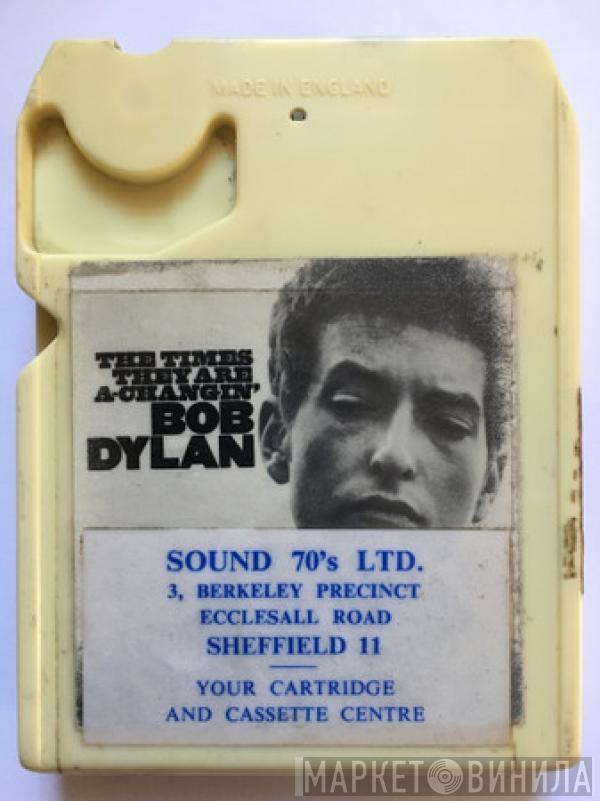 MADE IN ENGLAND
THE TIMES
THEY ARE
A-CHANGIN'
BOB
DYLAN
SOUND 70's LTD.
3, BERKELEY PRECINCT
ECCLESALL ROAD
SHEFFIELD 11
YOUR CARTRIDGE
AND CASSETTE CENTRE
МАРКЕТ ВИНИЛА